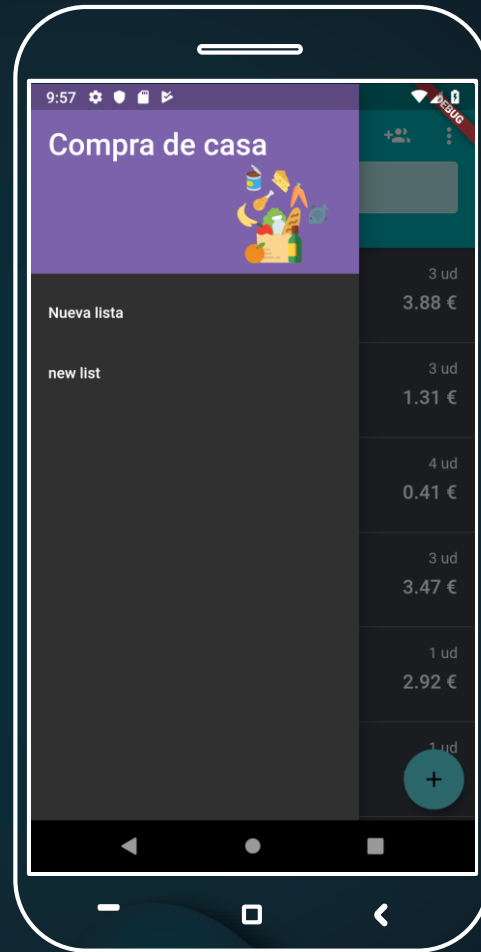 9:57
DEBUG
Compra de casa
Nueva lista
new list
3 ud
3.88 €
3 ud
1.31 €
4 ud
0.41 €
3 ud
3.47 €
1 ud
2.92 €
1 ud